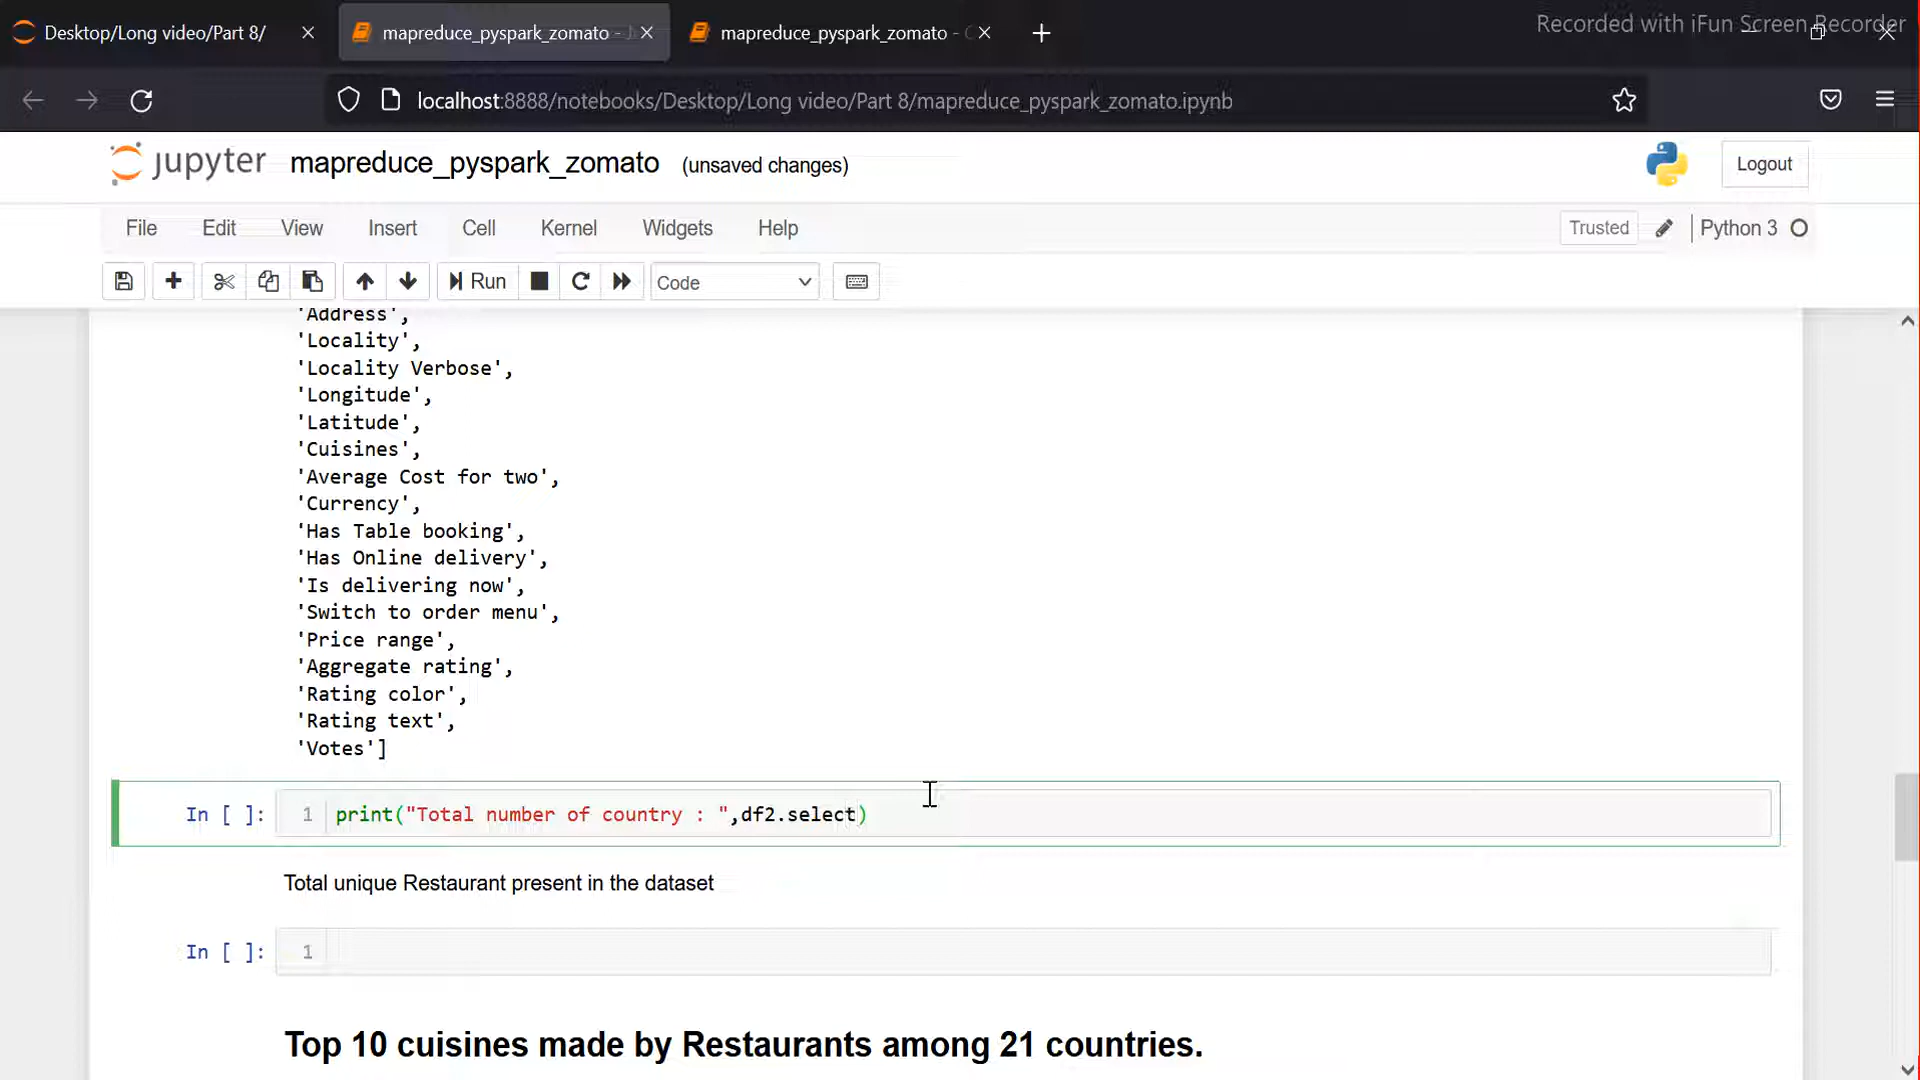 Desktop/Long video/Part 8/
mapreduce_pyspark_zomato -
mapreduce_pyspark_zomato -
Recorded with iFun Screen Recorder
localhost:8888/notebooks/Desktop/Long video/Part 8/mapreduce_pyspark_zomato.ipynb
jupyter mapreduce_pyspark_zomato (unsaved changes)
Logout
File Edit View Insert Cell Kernel Widgets Help
Trusted Python 3
Run Code
'Address',
'Locality',
'Locality Verbose',
'Longitude',
'Latitude',
'Cuisines',
'Average Cost for two',
'Currency',
'Has Table booking',
'Has Online delivery',
'Is delivering now',
'Switch to order menu',
'Price range',
'Aggregate rating',
'Rating color',
'Rating text',
'Votes']
In [ ]: 1 print("Total number of country : ",df2.select)
Total unique Restaurant present in the dataset
In [ ]: 1
Top 10 cuisines made by Restaurants among 21 countries.